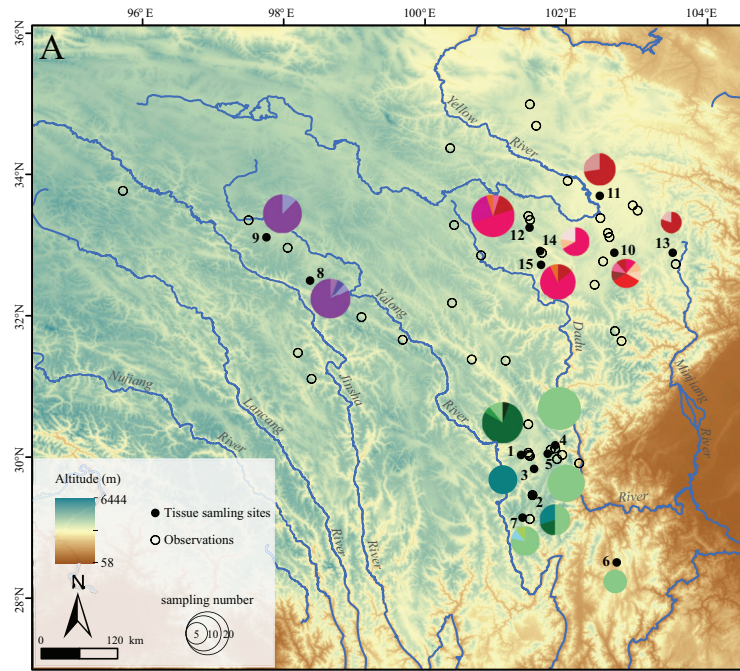 96°E
98°E
100°E
102°E
104°E
36°N
A
Yellow
River
34°N
11
12
14
10
13
9
15
8
Yalong
32°N
Dadu
Jinsha
Minjiang
Nujiang
Lancang
River
River
4
1
5
30°N
3
River
River
Altitude (m)
6444
2
Tissue samling sites
7
Observations
58
River
River
6
N
sampling number
28°N
5 10 20
0
120 km